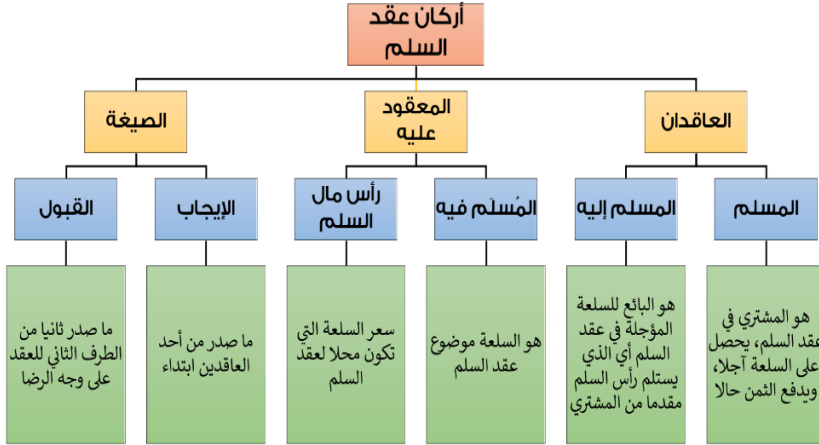 أركان عقد
السلم
العاقدان
المعقود
عليه
الصيغة
المسلم
المسلم إليه
المُسلَم فيه
رأس مال
السلم
الإيجاب
القبول
هو المشتري في
عقد السلم، يحصل
على السلعة آجلا،
ويدفع الثمن حالا
هو البائع للسلعة
المؤجلة في عقد
السلم أي الذي
يستلم رأس السلم
مقدما من المشتري
هو السلعة موضوع
عقد السلم
سعر السلعة التي
تكون محلا لعقد
السلم
ما صدر من أحد
العاقدين ابتداء
ما صدر ثانيا من
الطرف الثاني للعقد
على وجه الرضا